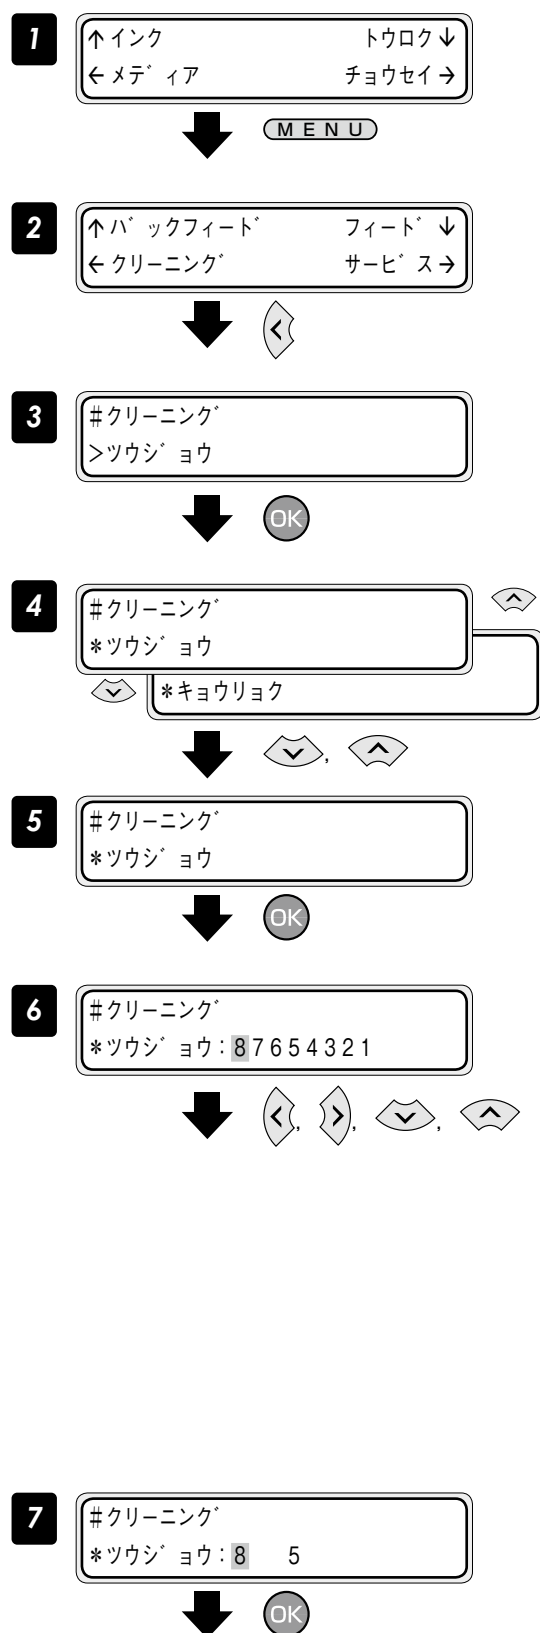 1
↑インク トウロク↓
←メディア チョウセイ→
MENU
2
↑バックフィード フィード↓
←クリーニング サービス→
3
#クリーニング
>ツウジョウ
OK
4
#クリーニング
*ツウジョウ
*キョウリョク
,
5
#クリーニング
*ツウジョウ
OK
6
#クリーニング
*ツウジョウ:87654321
, , ,
7
#クリーニング
*ツウジョウ:8 5
OK